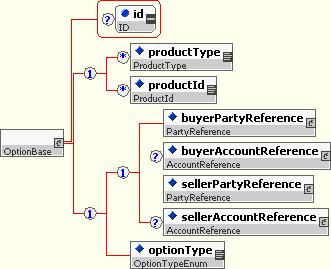 ? id
ID
* productType
ProductType
1
* productId
ProductId
OptionBase
buyerPartyReference
PartyReference
? buyerAccountReference
AccountReference
1
sellerPartyReference
PartyReference
1
? sellerAccountReference
AccountReference
optionType
OptionTypeEnum